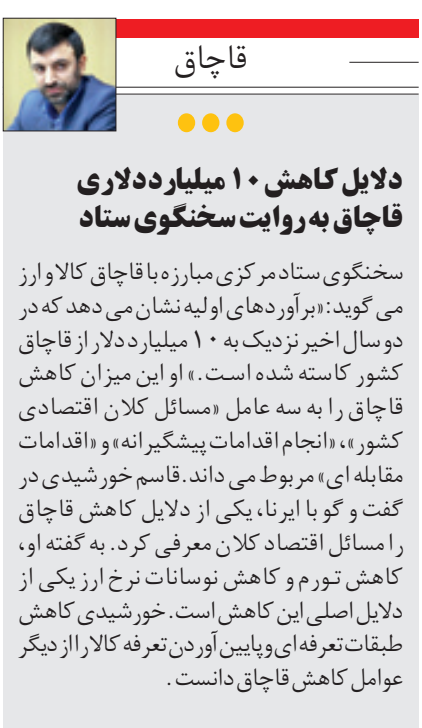 قاچاق
دلایل کاهش ۱۰ میلیارد دلاری
قاچاق به روایت سخنگوی ستاد
سخنگوی ستاد مرکزی مبارزه با قاچاق کالا و ارز
می گوید: «برآوردهای اولیه نشان می دهد که در
دو سال اخیر نزدیک به ۱۰ میلیارد دلار از قاچاق
کشور کاسته شده است.» او این میزان کاهش
قاچاق را به سه عامل «مسائل کلان اقتصادی
کشور»، «انجام اقدامات پیشگیرانه» و «اقدامات
مقابله ای» مربوط می داند. قاسم خورشیدی در
گفت و گو با ایرنا، یکی از دلایل کاهش قاچاق
را مسائل اقتصاد کلان معرفی کرد. به گفته او،
کاهش تورم و کاهش نوسانات نرخ ارز یکی از
دلایل اصلی این کاهش است. خورشیدی کاهش
طبقات تعرفه ای و پایین آوردن تعرفه کالا را از دیگر
عوامل کاهش قاچاق دانست.